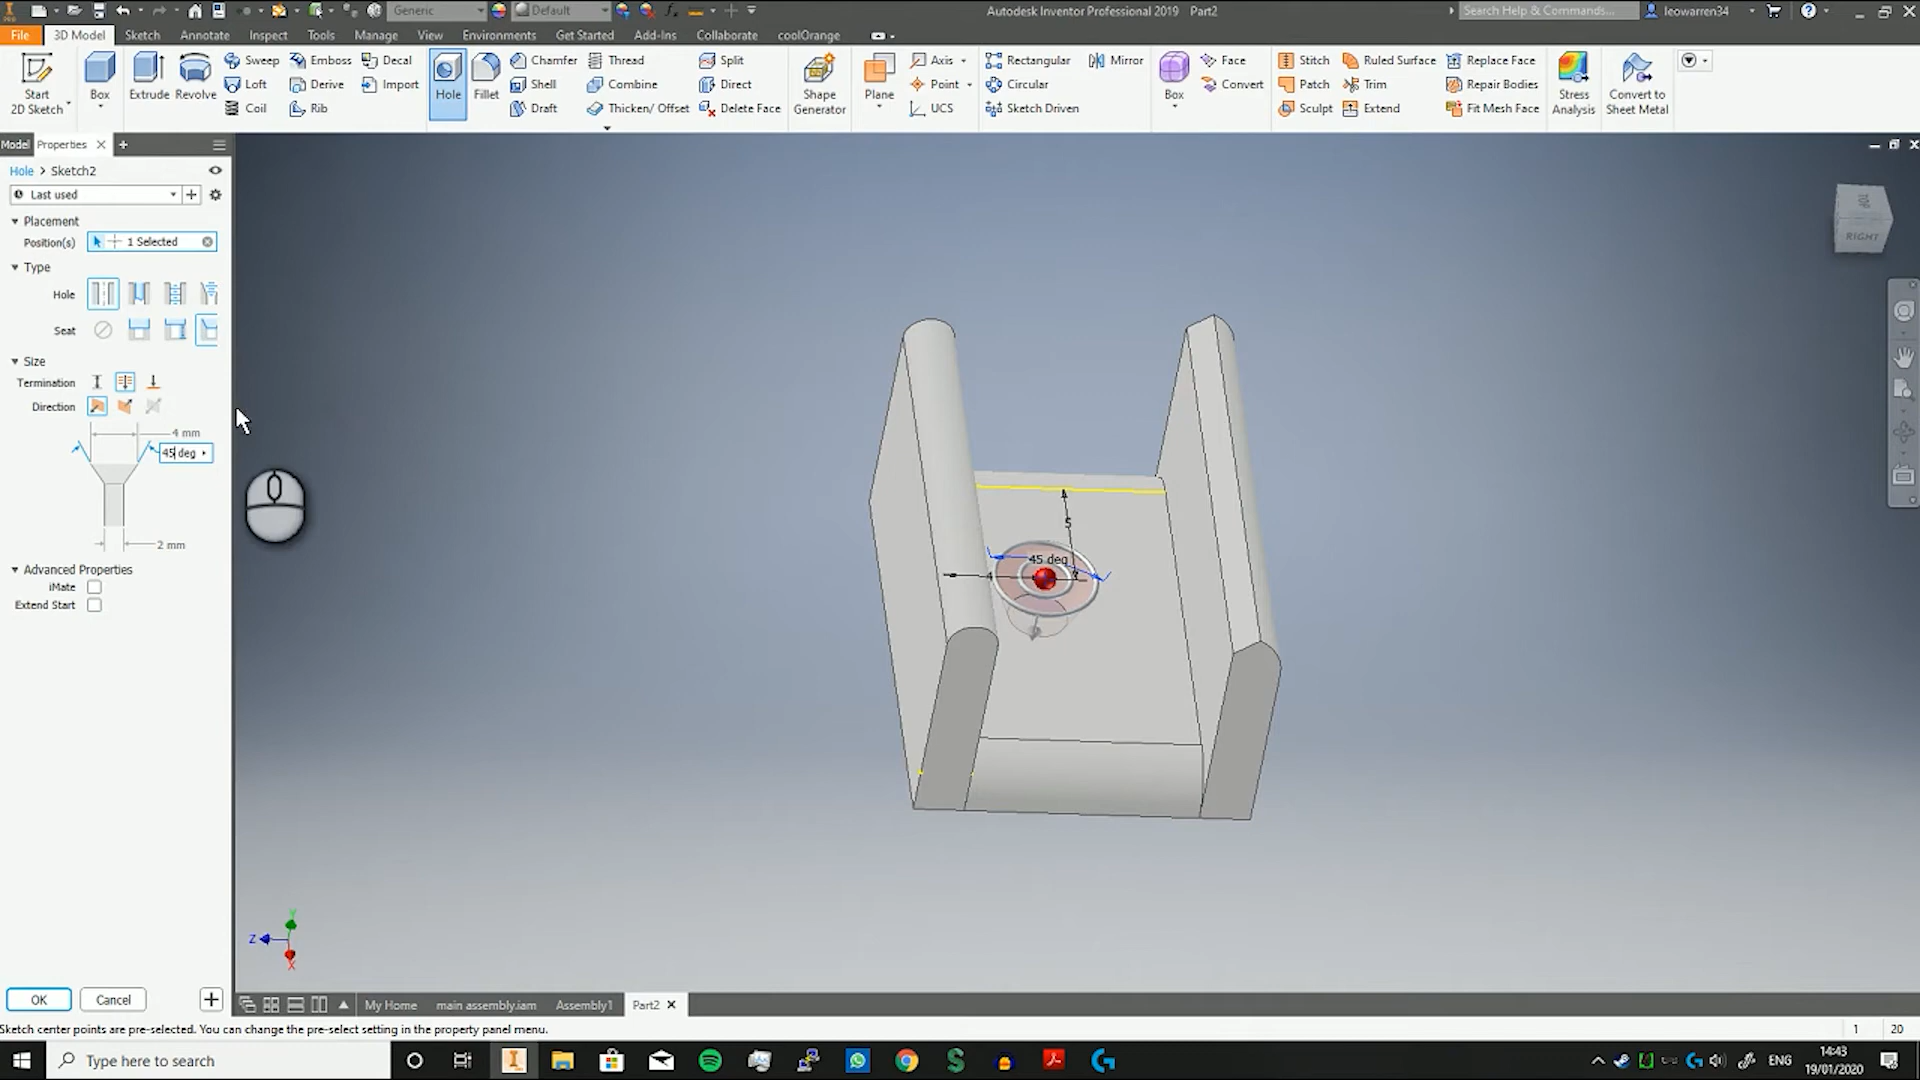 Generic
Default
Autodesk Inventor Professional 2019 Part2
Search Help & Commands...
leowarren34
File 3D Model Sketch Annotate Inspect Tools Manage View Environments Get Started Add-Ins Collaborate coolOrange
Start
2D Sketch
Box
Extrude
Revolve
Sweep Emboss Decal
Loft Derive Import
Coil Rib
Hole
Fillet
Chamfer Thread Split
Shell Combine Direct
Draft Thicken/ Offset Delete Face
Shape
Generator
Plane
Axis
Point
UCS
Rectangular Mirror
Circular
Sketch Driven
Box
Face
Convert
Stitch Ruled Surface Replace Face
Patch Trim Repair Bodies
Sculpt Extend Fit Mesh Face
Stress
Analysis
Convert to
Sheet Metal
Model Properties
Hole > Sketch2
Last used
Placement
Position(s) 1 Selected
Type
Hole
Seat
Size
Termination
Direction
4 mm
45 deg
2 mm
Advanced Properties
iMate
Extend Start
OK Cancel
TOP
RIGHT
5
45 deg
4
Y
Z
X
My Home main assembly.iam Assembly1 Part2
Sketch center points are pre-selected. You can change the pre-select setting in the property panel menu.
1 20
Type here to search
ENG
14:43
19/01/2020